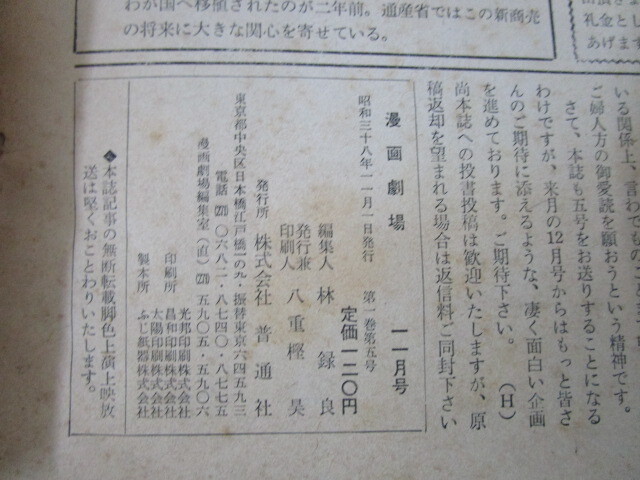 わが国へ移植されたのが二年前。通産省ではこの新商売
の将来に大きな関心を寄せている。
礼金とし
あげます
いる関係上、言わ
ご婦人方の御愛読を願おうという精神です。
さて、本誌も五号をお送りすることになる
わけですが、来月の12月号からはもっと皆さ
んのご期待に添えるような、凄く面白い企画
を進めております。ご期待下さい。　(H)
尚本誌への投書投稿は歓迎いたしますが、原
稿返却を望まれる場合は返信料ご同封下さい
漫画劇場　一一月号
昭和三十八年一一月一日発行　第一巻第五号
定価一二〇円
編集人　林　録良
発行兼印刷人　八重樫昊
発行所　株式会社　普通社
東京都中央区日本橋江戸橋一の九・振替東京六四五九三
電話(271)〇六八二・八七四〇・八七七五
漫画劇場編集室(直)(271)五九〇五・五九〇六
印刷所　光邦印刷株式会社
昌和印刷株式会社
太陽印刷株式会社
製本所　ふじ紙器株式会社
◆本誌記事の無断転載脚色上演上映放
送は堅くおことわりいたします。